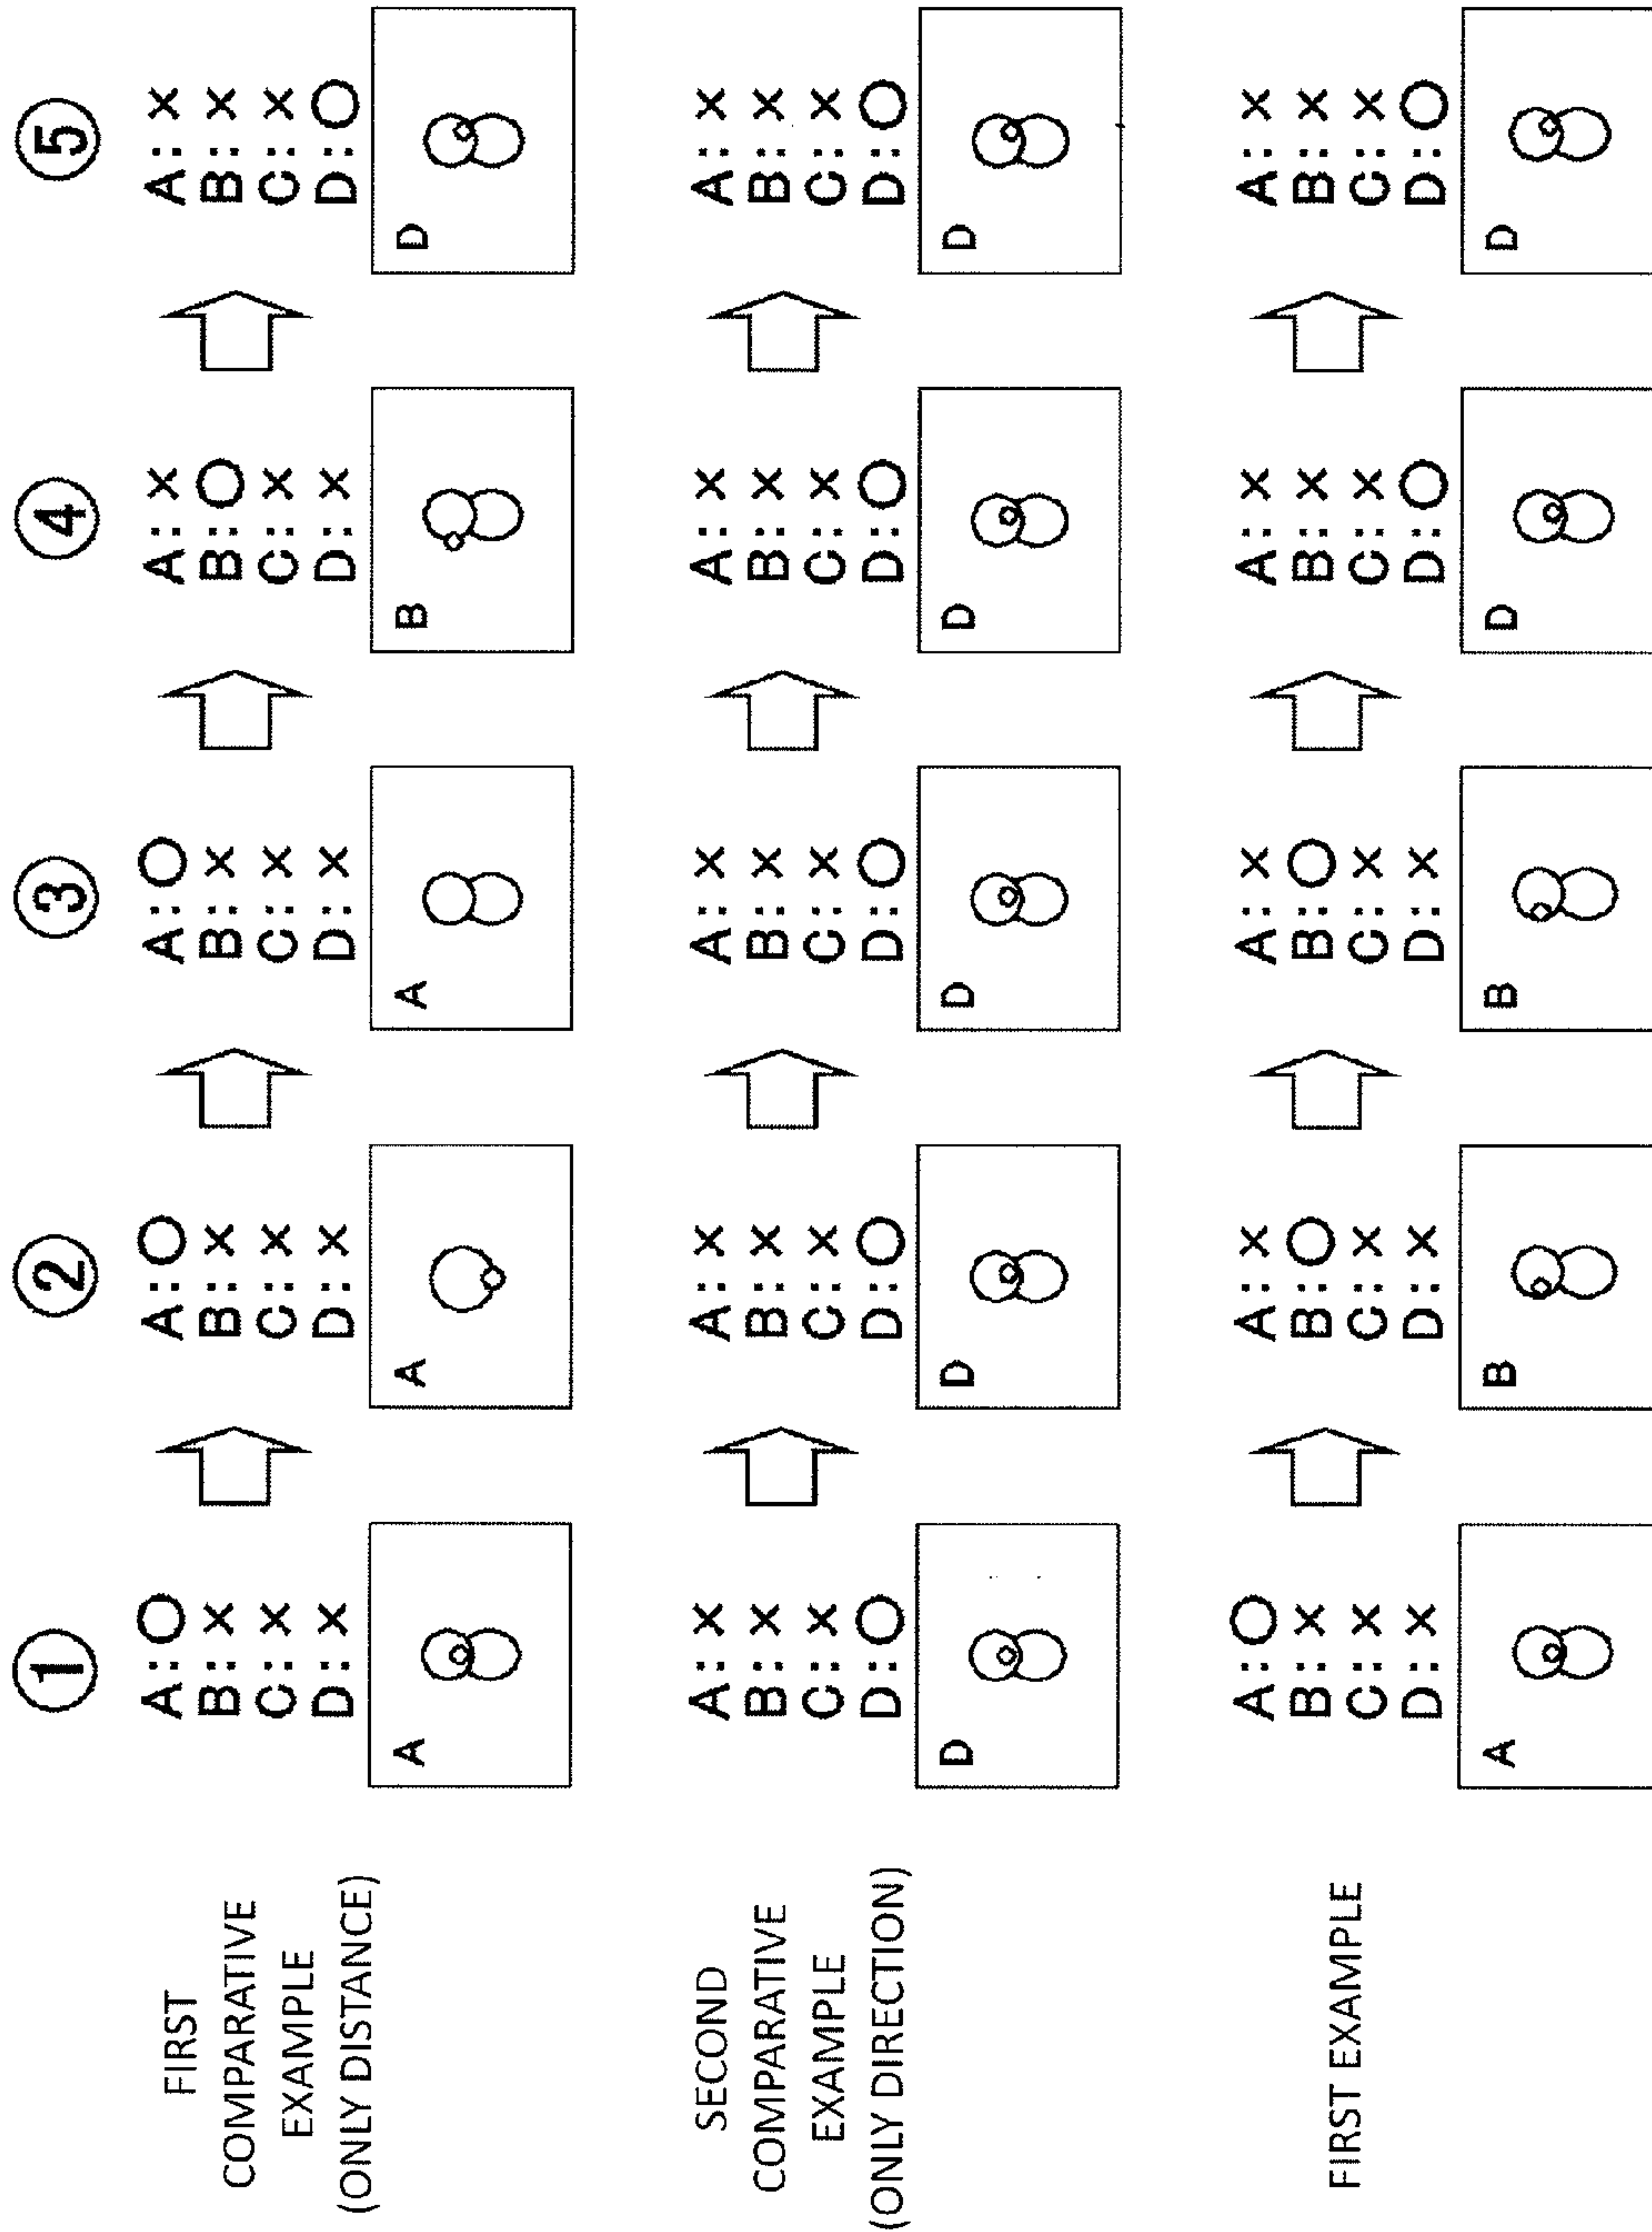 ① ② ③ ④ ⑤
FIRST
COMPARATIVE
EXAMPLE
(ONLY DISTANCE)
A: ○ A: ○ A: ○ A: × A: ×
B: × B: × B: × B: ○ B: ×
C: × C: × C: × C: × C: ×
D: × D: × D: × D: × D: ○
A A A B D
SECOND
COMPARATIVE
EXAMPLE
(ONLY DIRECTION)
A: × A: × A: × A: × A: ×
B: × B: × B: × B: × B: ×
C: × C: × C: × C: × C: ×
D: ○ D: ○ D: ○ D: ○ D: ○
D D D D D
FIRST EXAMPLE
A: ○ A: × A: × A: × A: ×
B: × B: ○ B: ○ B: × B: ×
C: × C: × C: × C: × C: ×
D: × D: × D: × D: ○ D: ○
A B B D D